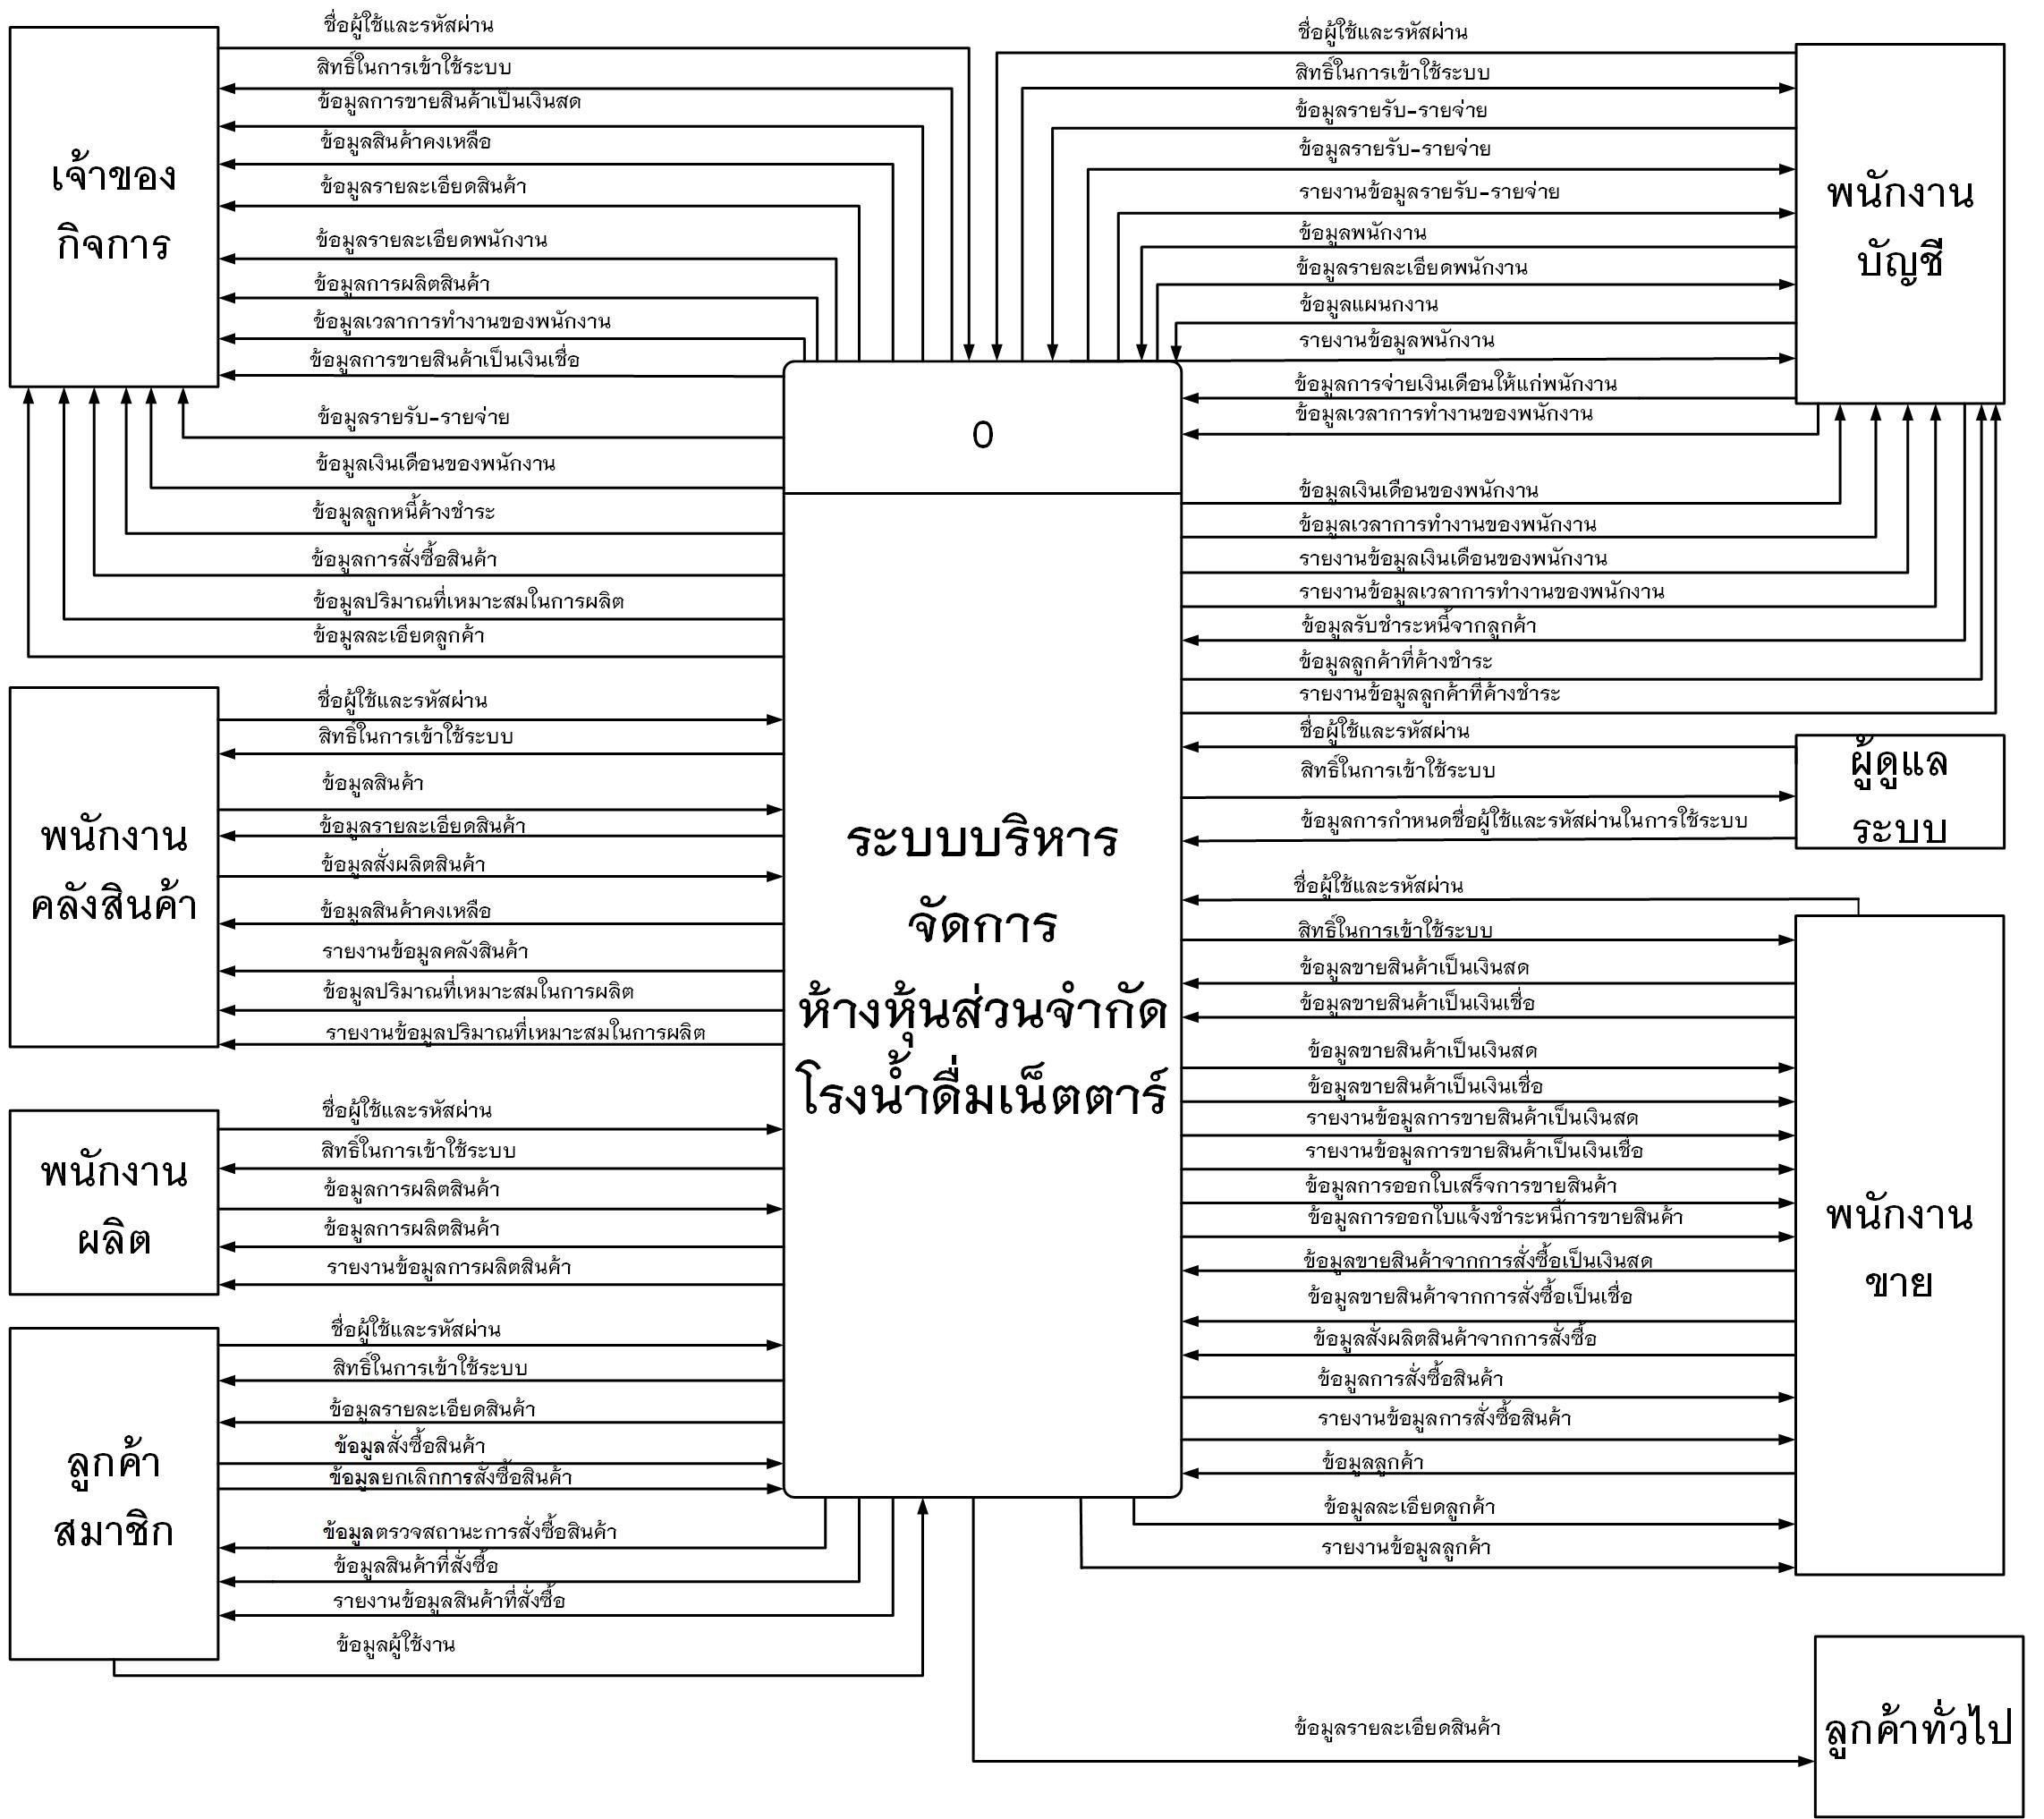 เจ้าของ
กิจการ
ชื่อผู้ใช้และรหัสผ่าน
สิทธิ์ในการเข้าใช้ระบบ
ข้อมูลการขายสินค้าเป็นเงินสด
ข้อมูลสินค้าคงเหลือ
ข้อมูลรายละเอียดสินค้า
ข้อมูลรายละเอียดพนักงาน
ข้อมูลการผลิตสินค้า
ข้อมูลเวลาการทำงานของพนักงาน
ข้อมูลการขายสินค้าเป็นเงินเชื่อ
ข้อมูลรายรับ-รายจ่าย
ข้อมูลเงินเดือนของพนักงาน
ข้อมูลลูกหนี้ค้างชำระ
ข้อมูลการสั่งซื้อสินค้า
ข้อมูลปริมาณที่เหมาะสมในการผลิต
ข้อมูลละเอียดลูกค้า
พนักงาน
คลังสินค้า
ชื่อผู้ใช้และรหัสผ่าน
สิทธิ์ในการเข้าใช้ระบบ
ข้อมูลสินค้า
ข้อมูลรายละเอียดสินค้า
ข้อมูลสั่งผลิตสินค้า
ข้อมูลสินค้าคงเหลือ
รายงานข้อมูลคลังสินค้า
ข้อมูลปริมาณที่เหมาะสมในการผลิต
รายงานข้อมูลปริมาณที่เหมาะสมในการผลิต
พนักงาน
ผลิต
ชื่อผู้ใช้และรหัสผ่าน
สิทธิ์ในการเข้าใช้ระบบ
ข้อมูลการผลิตสินค้า
ข้อมูลการผลิตสินค้า
รายงานข้อมูลการผลิตสินค้า
ลูกค้า
สมาชิก
ชื่อผู้ใช้และรหัสผ่าน
สิทธิ์ในการเข้าใช้ระบบ
ข้อมูลรายละเอียดสินค้า
ข้อมูลสั่งซื้อสินค้า
ข้อมูลยกเลิกการสั่งซื้อสินค้า
ข้อมูลตรวจสถานะการสั่งซื้อสินค้า
ข้อมูลสินค้าที่สั่งซื้อ
รายงานข้อมูลสินค้าที่สั่งซื้อ
ข้อมูลผู้ใช้งาน
0
ระบบบริหาร
จัดการ
ห้างหุ้นส่วนจำกัด
โรงน้ำดื่มเน็ตตาร์
ชื่อผู้ใช้และรหัสผ่าน
สิทธิ์ในการเข้าใช้ระบบ
ข้อมูลรายรับ-รายจ่าย
ข้อมูลรายรับ-รายจ่าย
รายงานข้อมูลรายรับ-รายจ่าย
ข้อมูลพนักงาน
ข้อมูลรายละเอียดพนักงาน
ข้อมูลแผนกงาน
รายงานข้อมูลพนักงาน
ข้อมูลการจ่ายเงินเดือนให้แก่พนักงาน
ข้อมูลเวลาการทำงานของพนักงาน
ข้อมูลเงินเดือนของพนักงาน
ข้อมูลเวลาการทำงานของพนักงาน
รายงานข้อมูลเงินเดือนของพนักงาน
รายงานข้อมูลเวลาการทำงานของพนักงาน
ข้อมูลรับชำระหนี้จากลูกค้า
ข้อมูลลูกค้าที่ค้างชำระ
รายงานข้อมูลลูกค้าที่ค้างชำระ
พนักงาน
บัญชี
ชื่อผู้ใช้และรหัสผ่าน
สิทธิ์ในการเข้าใช้ระบบ
ข้อมูลการกำหนดชื่อผู้ใช้และรหัสผ่านในการใช้ระบบ
ผู้ดูแล
ระบบ
ชื่อผู้ใช้และรหัสผ่าน
สิทธิ์ในการเข้าใช้ระบบ
ข้อมูลขายสินค้าเป็นเงินสด
ข้อมูลขายสินค้าเป็นเงินเชื่อ
ข้อมูลขายสินค้าเป็นเงินสด
ข้อมูลขายสินค้าเป็นเงินเชื่อ
รายงานข้อมูลการขายสินค้าเป็นเงินสด
รายงานข้อมูลการขายสินค้าเป็นเงินเชื่อ
ข้อมูลการออกใบเสร็จการขายสินค้า
ข้อมูลการออกใบแจ้งชำระหนี้การขายสินค้า
ข้อมูลขายสินค้าจากการสั่งซื้อเป็นเงินสด
ข้อมูลขายสินค้าจากการสั่งซื้อเป็นเชื่อ
ข้อมูลสั่งผลิตสินค้าจากการสั่งซื้อ
ข้อมูลการสั่งซื้อสินค้า
รายงานข้อมูลการสั่งซื้อสินค้า
ข้อมูลลูกค้า
ข้อมูลละเอียดลูกค้า
รายงานข้อมูลลูกค้า
พนักงาน
ขาย
ข้อมูลรายละเอียดสินค้า
ลูกค้าทั่วไป